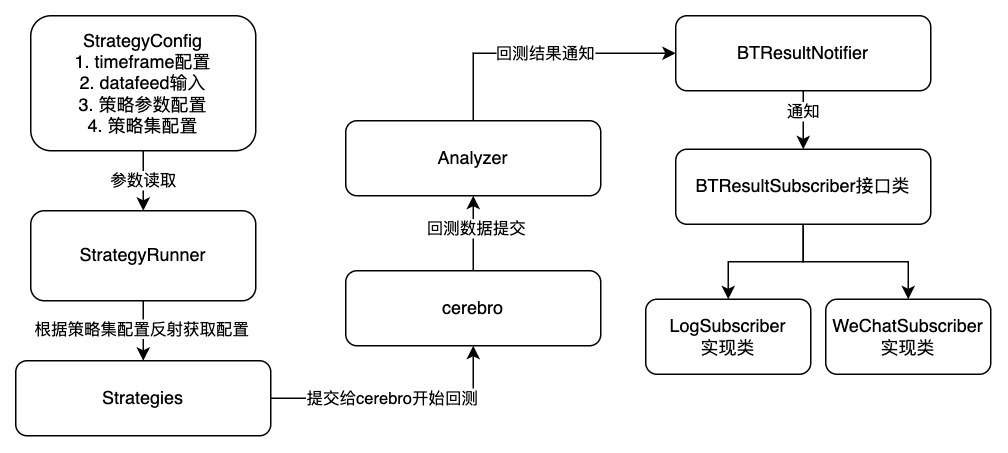 StrategyConfig
1. timeframe配置
2. datafeed输入
3. 策略参数配置
4. 策略集配置
参数读取
StrategyRunner
根据策略集配置反射获取配置
Strategies
提交给cerebro开始回测
cerebro
回测数据提交
Analyzer
回测结果通知
BTResultNotifier
通知
BTResultSubscriber接口类
LogSubscriber
实现类
WeChatSubscriber
实现类